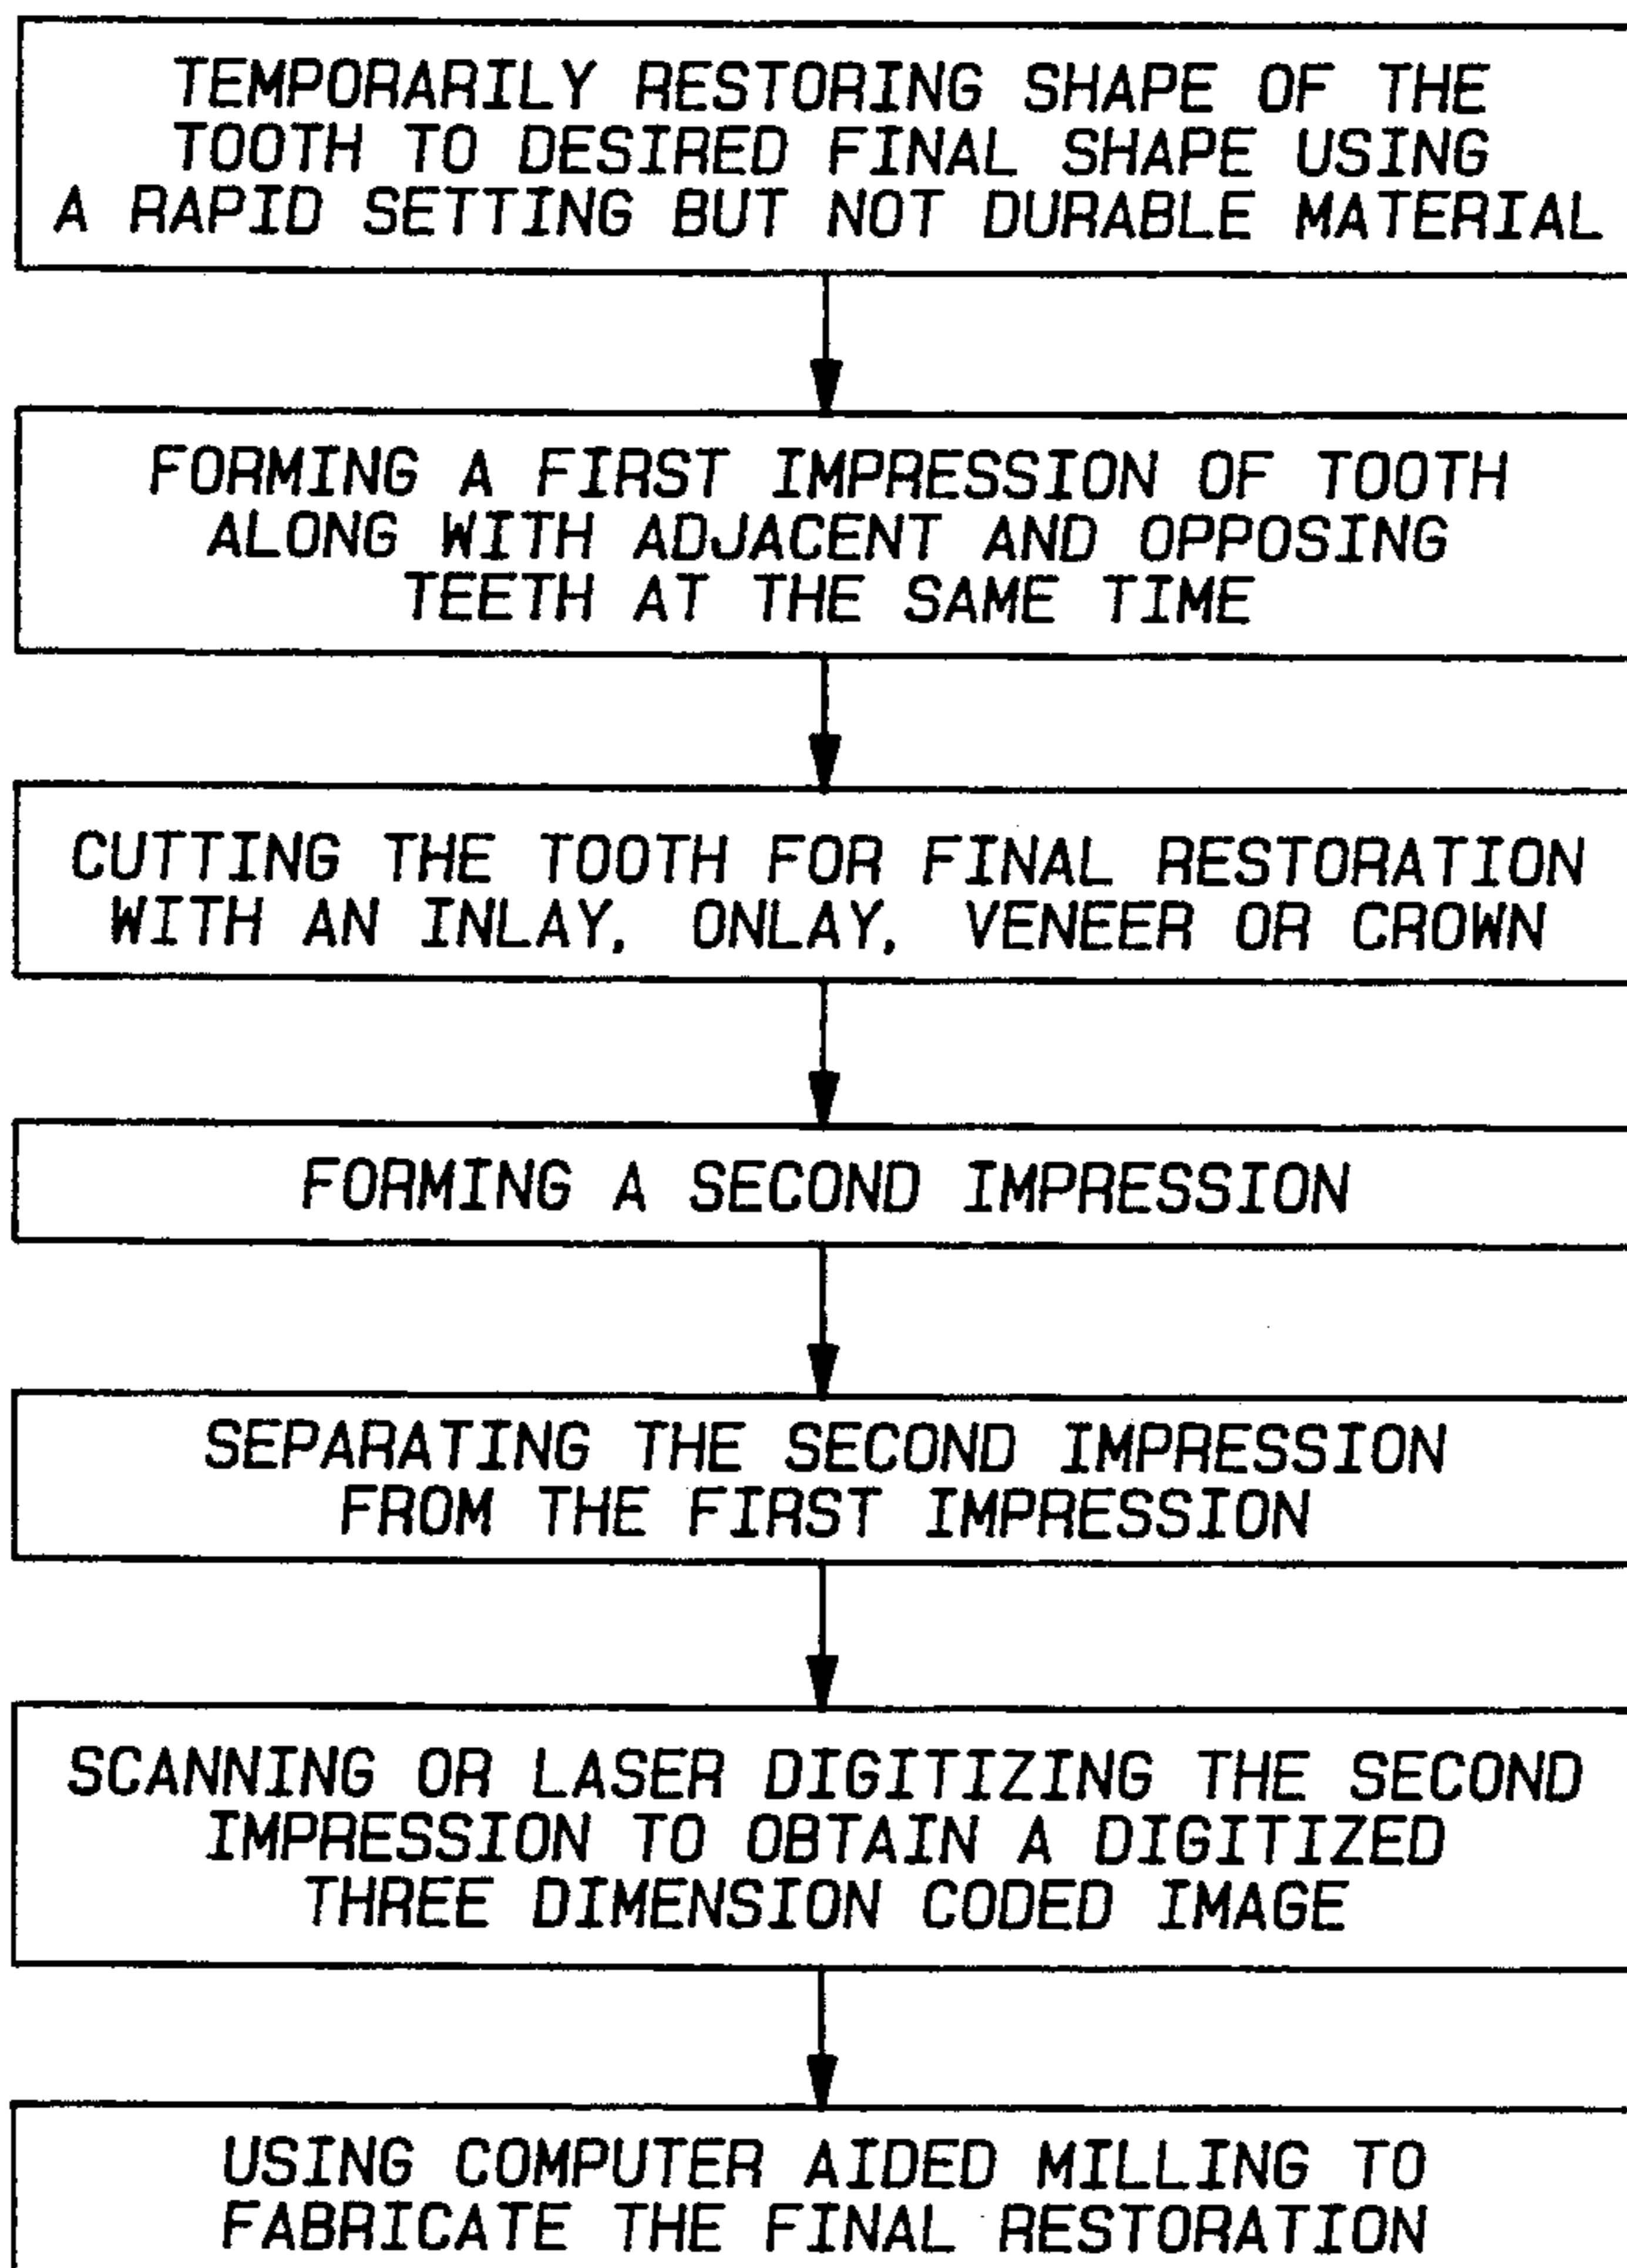 TEMPORARILY RESTORING SHAPE OF THE
TOOTH TO DESIRED FINAL SHAPE USING
A RAPID SETTING BUT NOT DURABLE MATERIAL
FORMING A FIRST IMPRESSION OF TOOTH
ALONG WITH ADJACENT AND OPPOSING
TEETH AT THE SAME TIME
CUTTING THE TOOTH FOR FINAL RESTORATION
WITH AN INLAY, ONLAY, VENEER OR CROWN
FORMING A SECOND IMPRESSION
SEPARATING THE SECOND IMPRESSION
FROM THE FIRST IMPRESSION
SCANNING OR LASER DIGITIZING THE SECOND
IMPRESSION TO OBTAIN A DIGITIZED
THREE DIMENSION CODED IMAGE
USING COMPUTER AIDED MILLING TO
FABRICATE THE FINAL RESTORATION